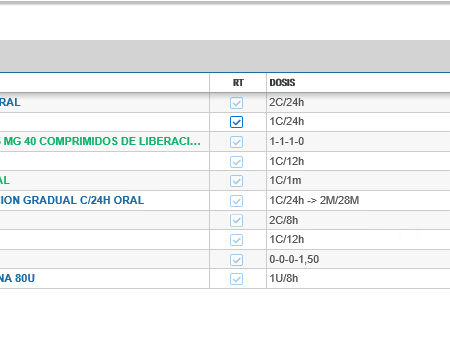 RT DOSIS
RAL 2C/24h
1C/24h
MG 40 COMPRIMIDOS DE LIBERACI... 1-1-1-0
1C/12h
AL 1C/1m
CION GRADUAL C/24H ORAL 1C/24h -> 2M/28M
2C/8h
1C/12h
0-0-0-1,50
NA 80U 1U/8h